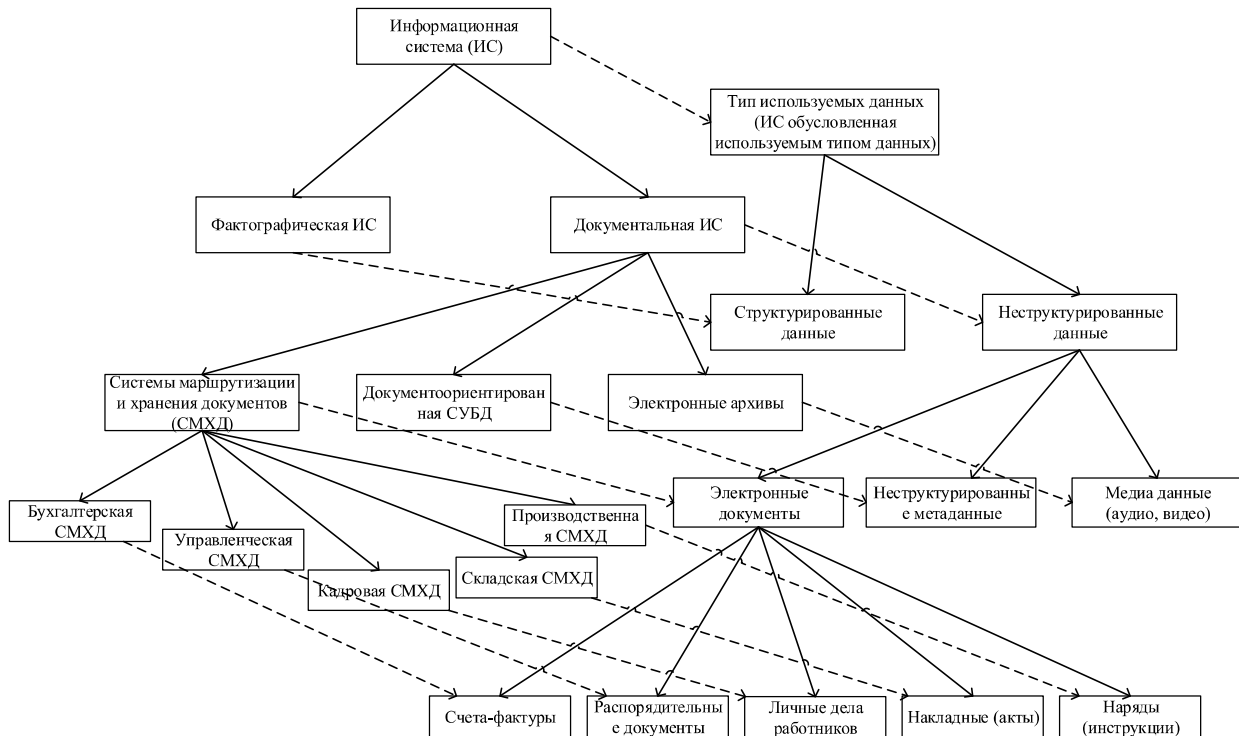 Информационная
система (ИС)
Тип используемых данных
(ИС обусловленная
используемым типом данных)
Фактографическая ИС
Документальная ИС
Структурированные
данные
Неструктурированные
данные
Системы маршрутизации
и хранения документов
(СМХД)
Документоориентирован
ная СУБД
Электронные архивы
Электронные
документы
Неструктурированны
е метаданные
Медиа данные
(аудио, видео)
Бухгалтерская
СМХД
Управленческая
СМХД
Кадровая СМХД
Складская СМХД
Производственна
я СМХД
Счета-фактуры
Распорядительны
е документы
Личные дела
работников
Накладные (акты)
Наряды
(инструкции)